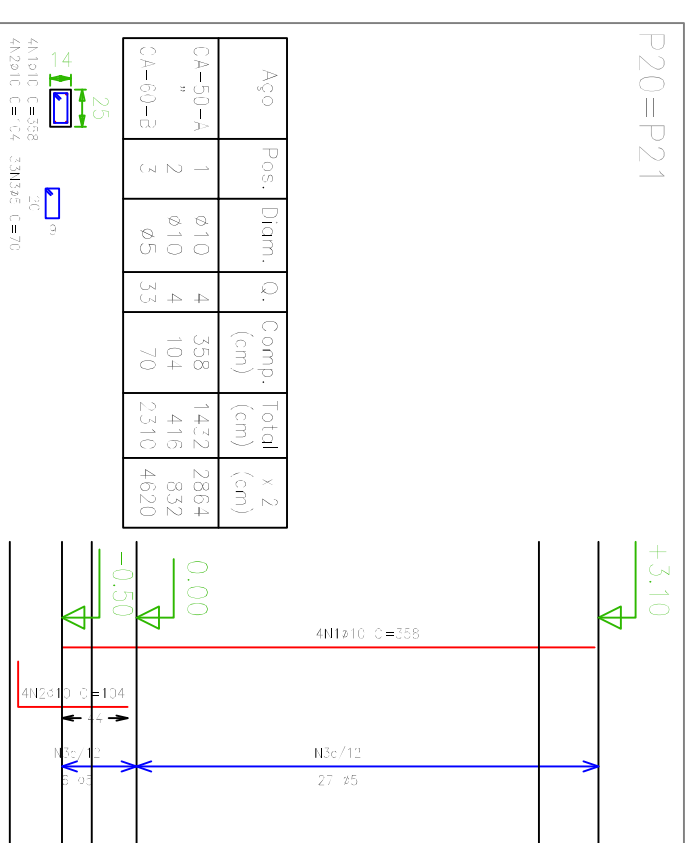 P20=P21
Aço Pos. Diam. Q. Comp. (cm) Total (cm) x 2 (cm)
CA-50-A 1 ø10 4 358 1432 2864
" 2 ø10 4 104 416 832
CA-60-B 3 ø5 33 70 2310 4620
14
25
4N1ø10 C=358
4N2ø10 C=104
9
33N3ø5 C=70
+3.10
0.00
-0.50
4N1ø10 C=358
4N2ø10 C=104
N3c/12
6 ø5
N3c/12
27 ø5